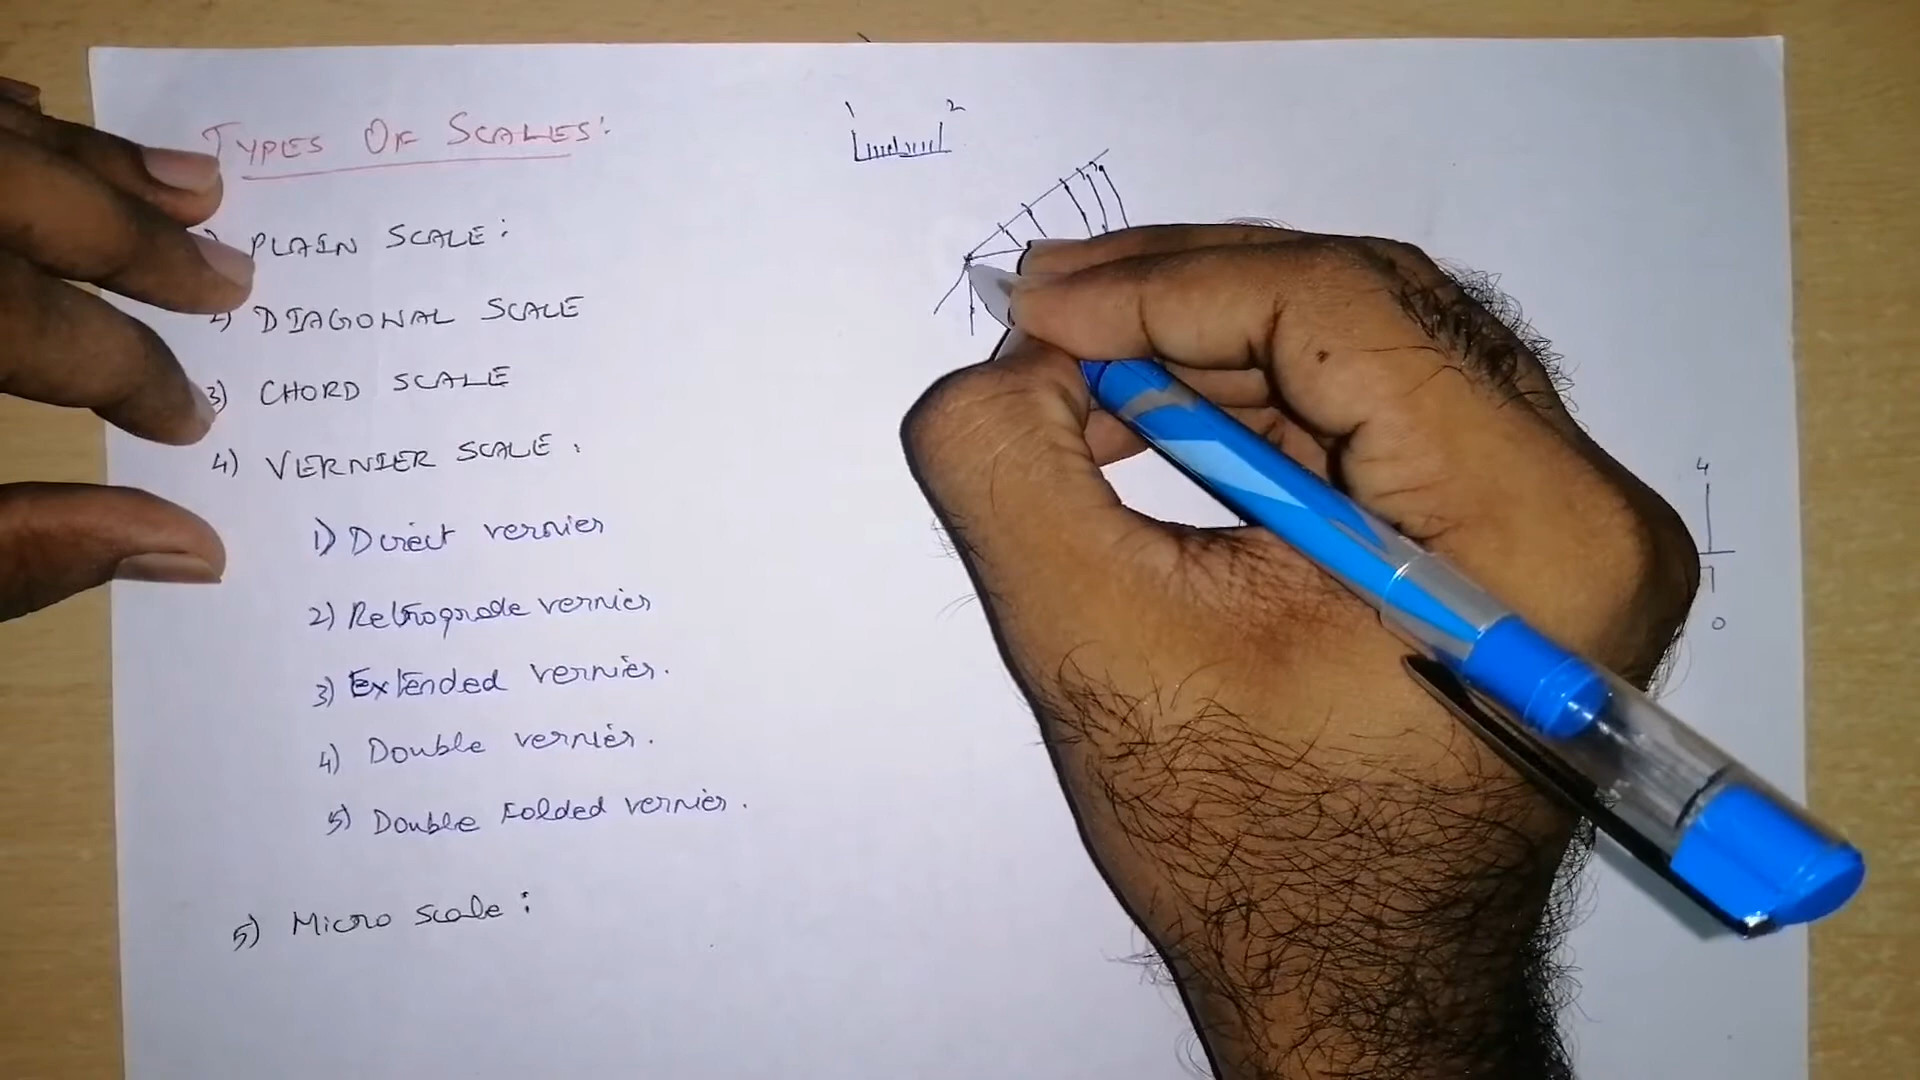 TYPES OF SCALES:
1 2
) PLAIN SCALE:
2) DIAGONAL SCALE
3) CHORD SCALE
4) VERNIER SCALE:
1) Direct vernier
2) Retrograde vernier
3) Extended vernier.
4) Double vernier.
5) Double Folded vernier.
5) Micro scale:
4
0